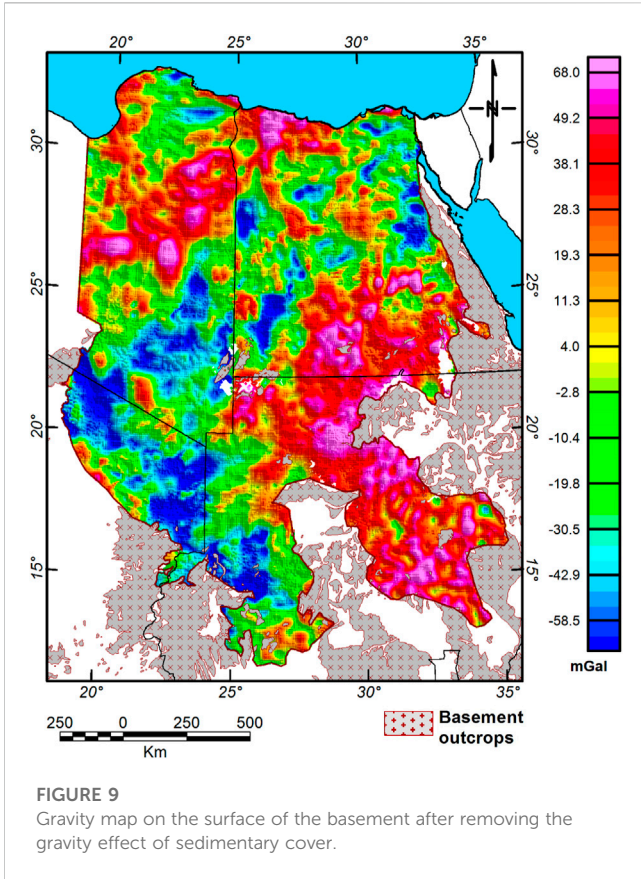 20° 25° 30° 35°
N
30° 30°
25° 25°
20° 20°
15° 15°
20° 25° 30° 35°
68.0
49.2
38.1
28.3
19.3
11.3
4.0
-2.8
-10.4
-19.8
-30.5
-42.9
-58.5
mGal
250 0 250 500
Km
Basement
outcrops
FIGURE 9
Gravity map on the surface of the basement after removing the
gravity effect of sedimentary cover.